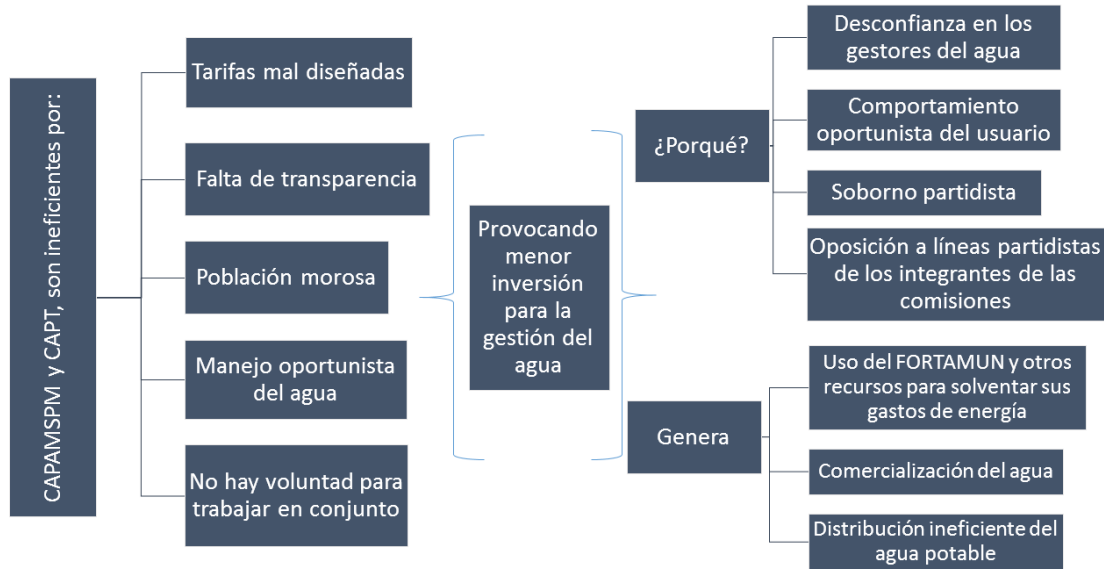 CAPAMSPM y CAPT, son ineficientes por:
Tarifas mal diseñadas
Falta de transparencia
Población morosa
Manejo oportunista
del agua
No hay voluntad para
trabajar en conjunto
Provocando
menor
inversión
para la
gestión del
agua
¿Porqué?
Desconfianza en los
gestores del agua
Comportamiento
oportunista del usuario
Soborno partidista
Oposición a líneas partidistas
de los integrantes de las
comisiones
Genera
Uso del FORTAMUN y otros
recursos para solventar sus
gastos de energía
Comercialización del agua
Distribución ineficiente del
agua potable